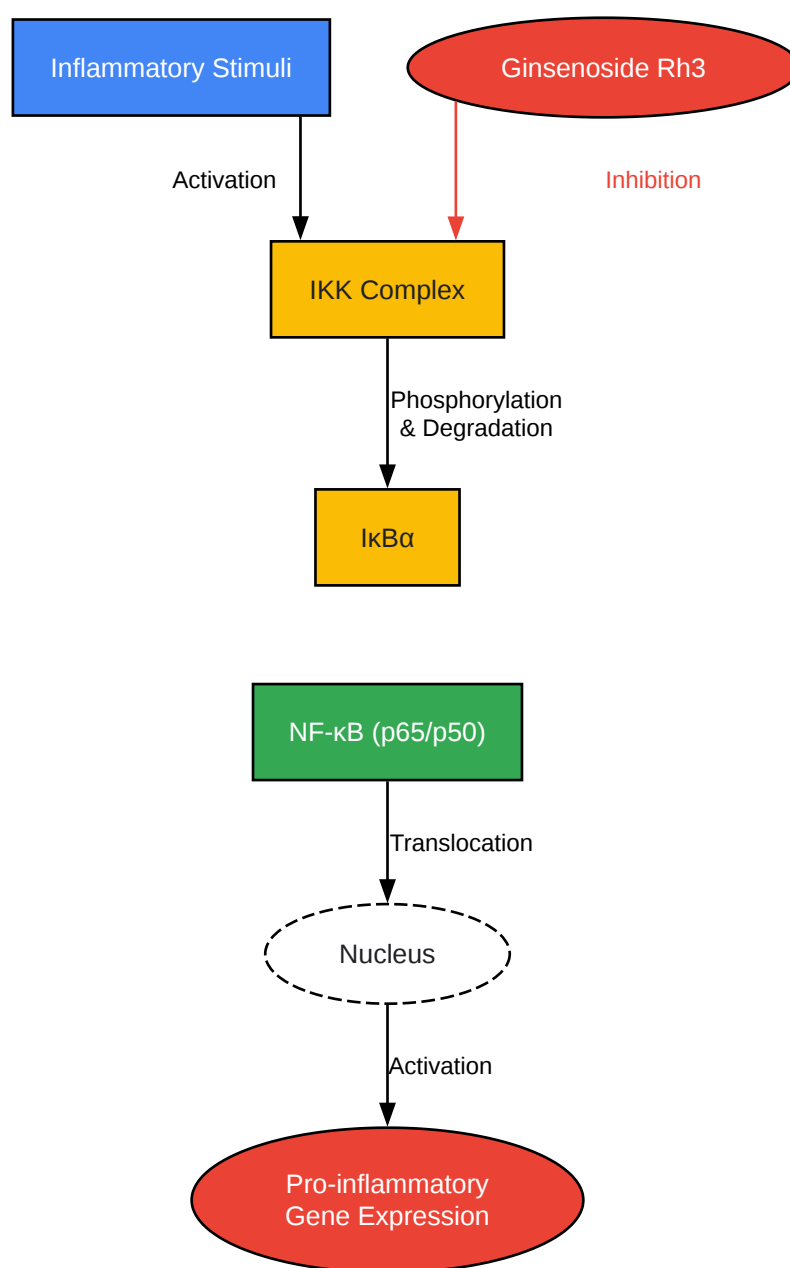 Inflammatory Stimuli
Ginsenoside Rh3
Activation
Inhibition
IKK Complex
Phosphorylation
& Degradation
IκBα
NF-κB (p65/p50)
Translocation
Nucleus
Activation
Pro-inflammatory
Gene Expression